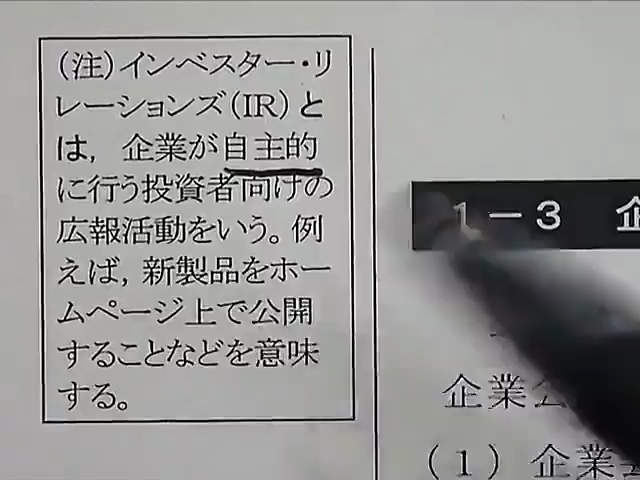 (注)インベスター・リ
レーションズ(IR)と
は，企業が自主的
に行う投資者向けの
広報活動をいう。例
えば，新製品をホー
ムページ上で公開
することなどを意味
する。
1－3 企
企業公
(1) 企業